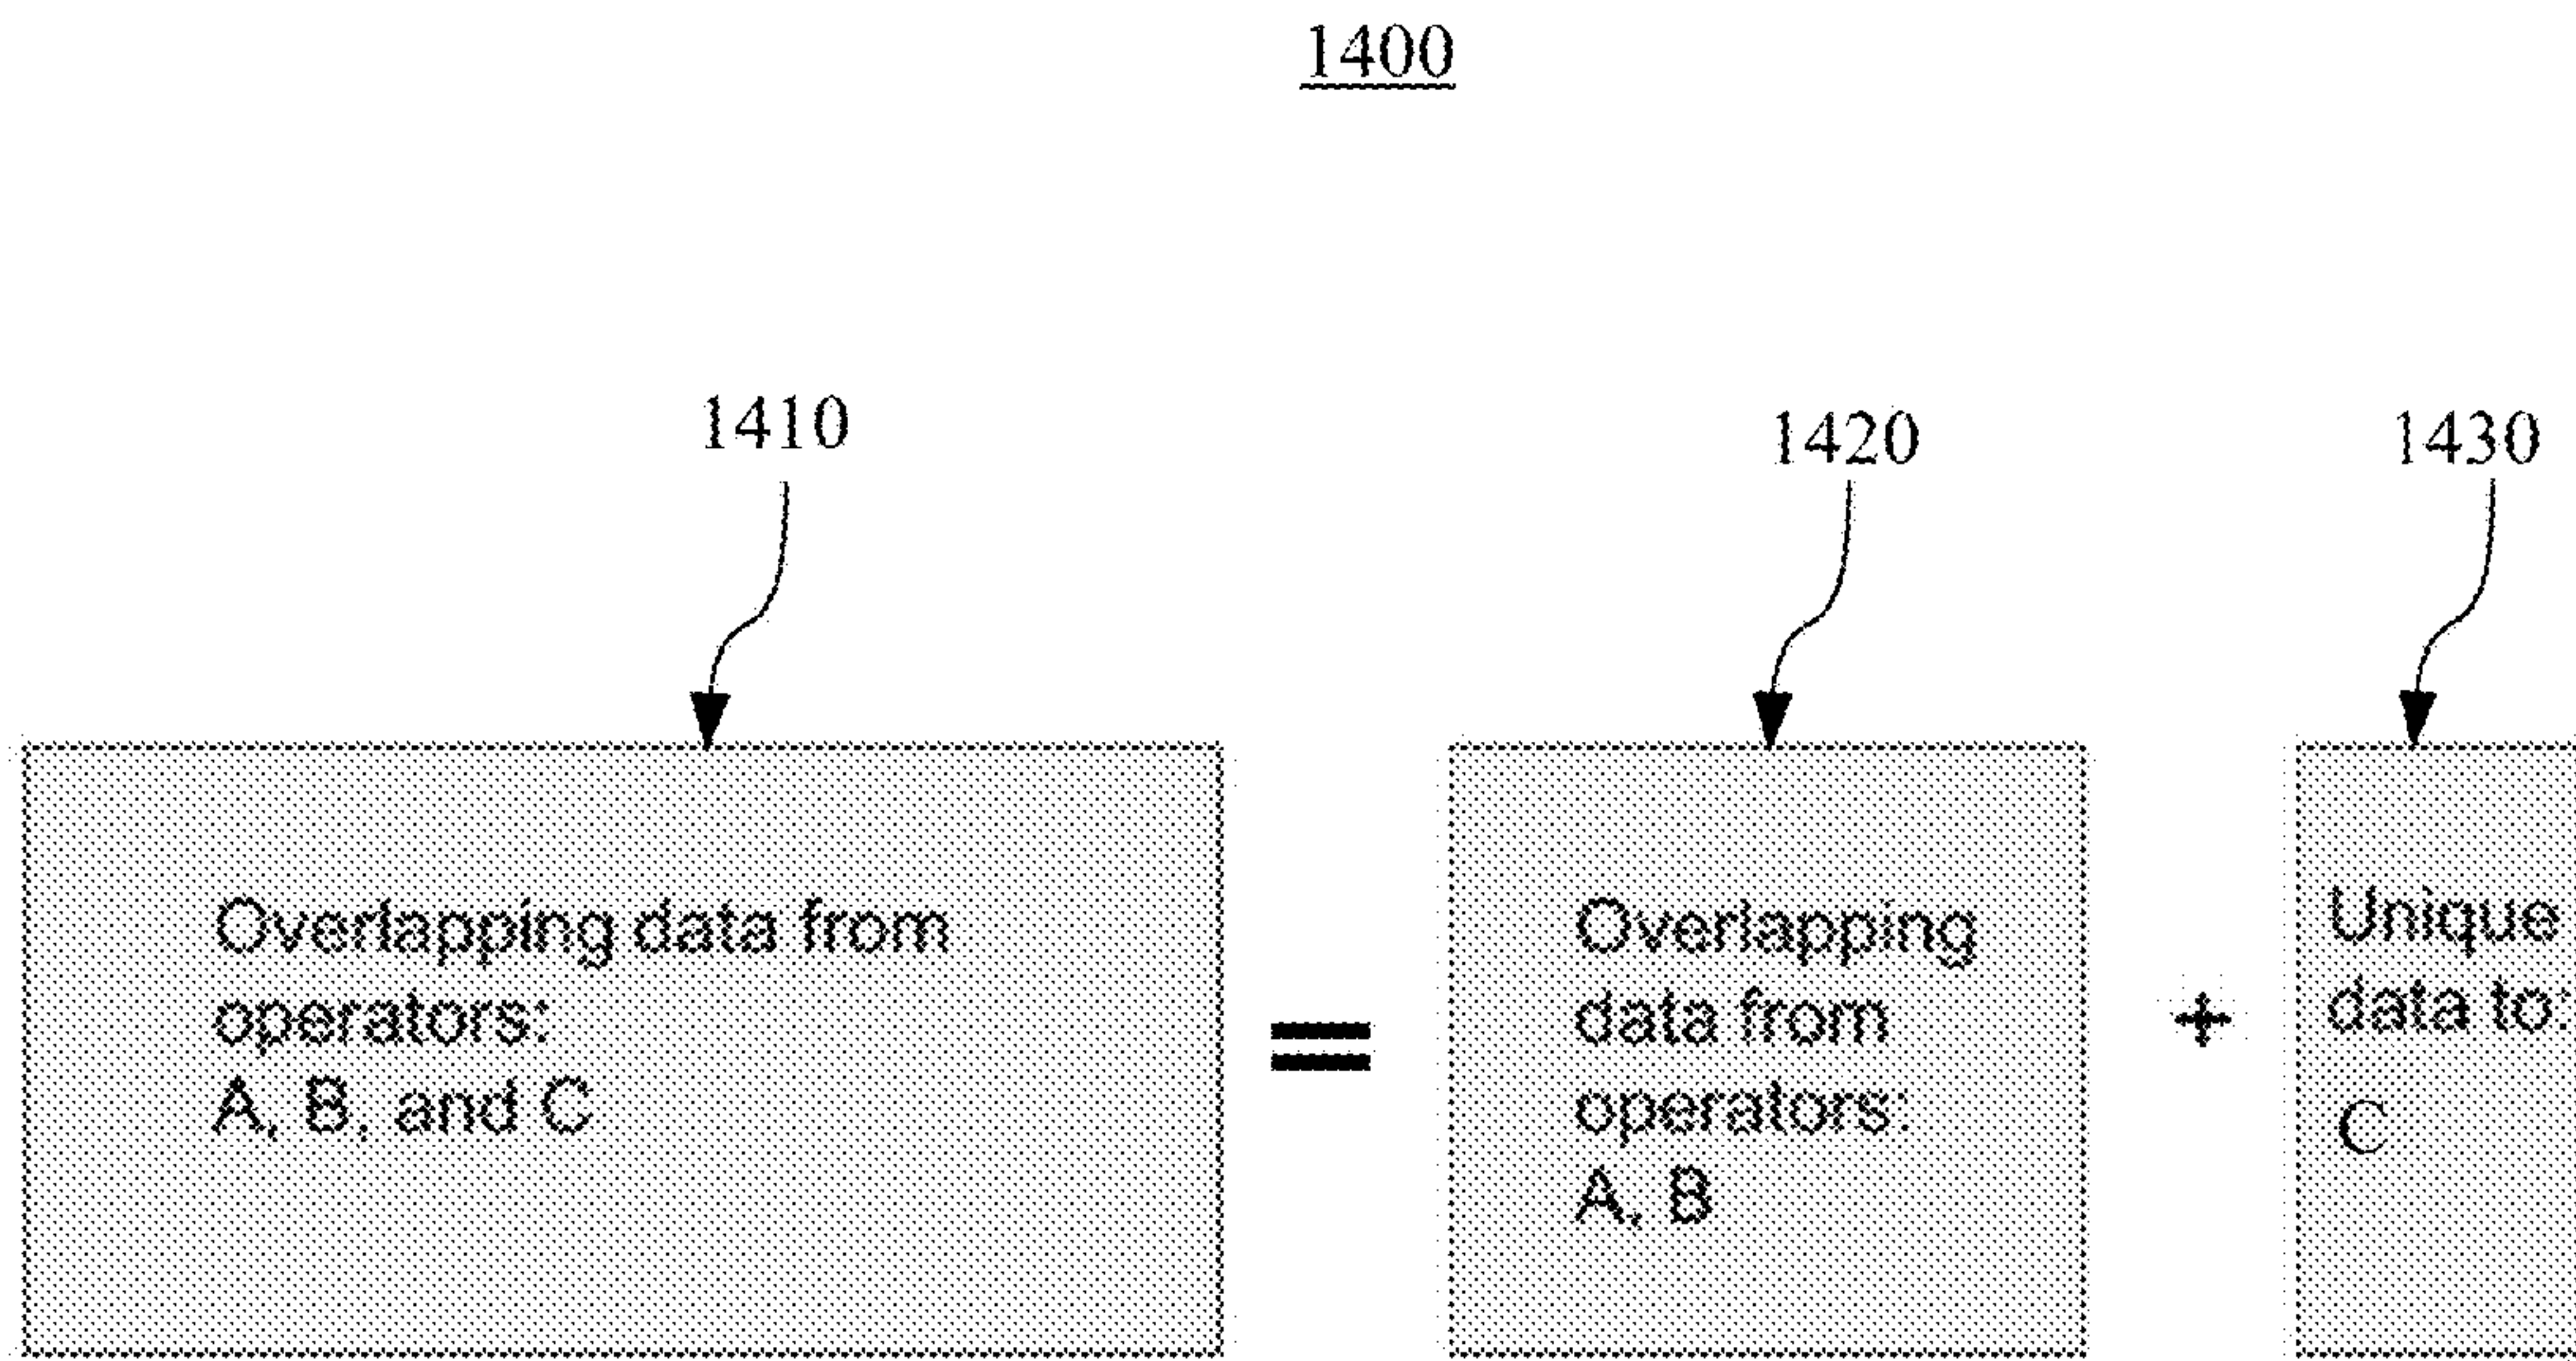 1400
1410
1420
1430
Overlapping data from
operators:
A, B, and C
=
Overlapping
data from
operators:
A, B
+
Unique
data to:
C